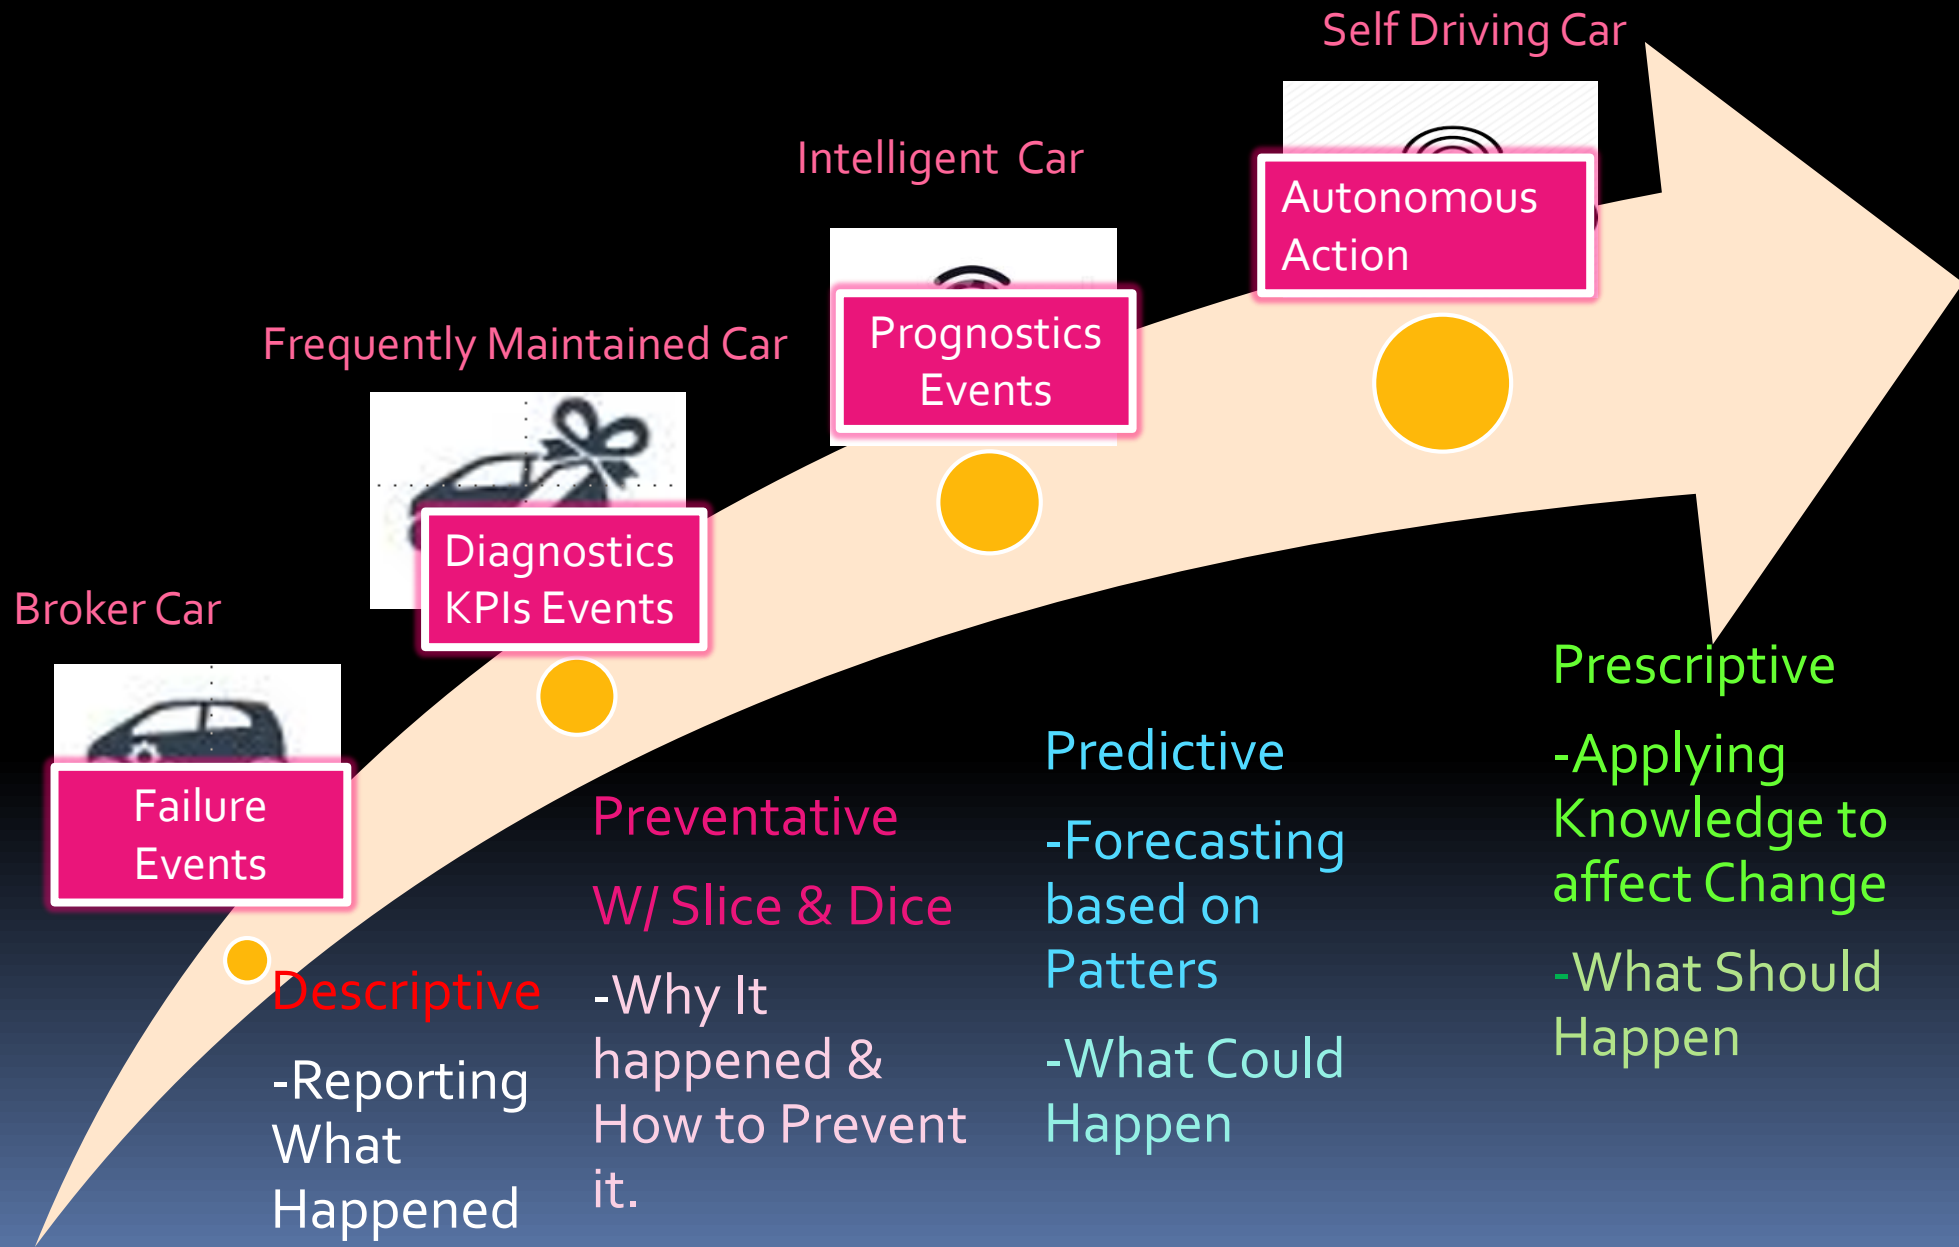 Self Driving Car
Autonomous
Action
Intelligent  Car
Prognostics
Events
Frequently Maintained Car
Diagnostics
KPIs Events
Broker Car
Failure
Events
Descriptive
-Reporting
What
Happened
Preventative
W/ Slice & Dice
-Why It
happened &
How to Prevent
it.
Predictive
-Forecasting
based on
Patters
-What Could
Happen
Prescriptive
-Applying
Knowledge to
affect Change
-What Should
Happen